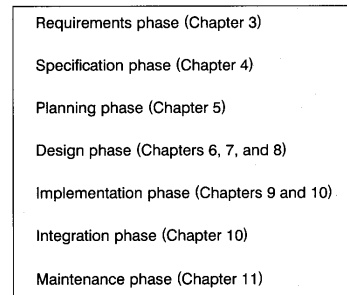 Requirements phase (Chapter 3)
Specification phase (Chapter 4)
Planning phase (Chapter 5)
Design phase (Chapters 6, 7, and 8)
Implementation phase (Chapters 9 and 10)
Integration phase (Chapter 10)
Maintenance phase (Chapter 11)